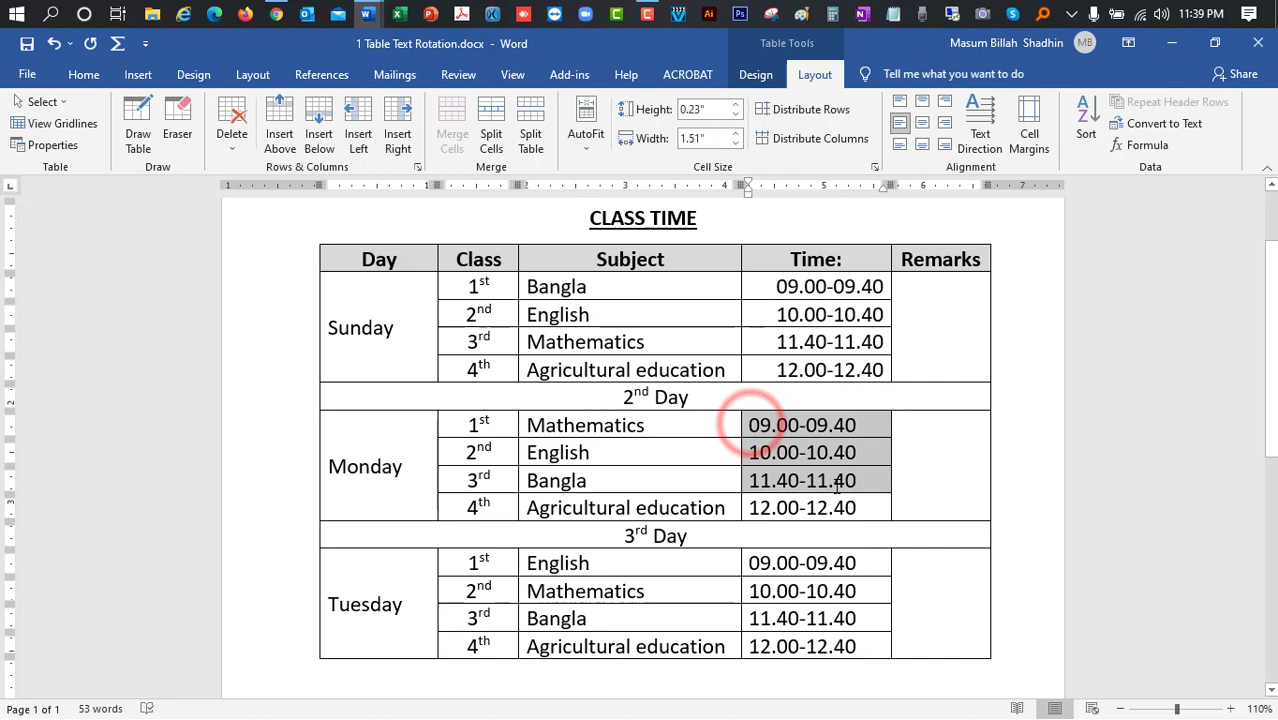 11:39 PM
1 Table Text Rotation.docx - Word
Table Tools
Masum Billah Shadhin MB
File Home Insert Design Layout References Mailings Review View Add-ins Help ACROBAT Design Layout Tell me what you want to do Share
Select
View Gridlines
Properties
Table
Draw Table
Eraser
Draw
Delete
Insert Above
Insert Below
Insert Left
Insert Right
Rows & Columns
Merge Cells
Split Cells
Split Table
Merge
AutoFit
Height: 0.23"
Width: 1.51"
Distribute Rows
Distribute Columns
Cell Size
Text Direction
Cell Margins
Alignment
Sort
Repeat Header Rows
Convert to Text
Formula
Data
1 1 2 3 4 5 6 7
CLASS TIME
Day Class Subject Time: Remarks
Sunday
1st Bangla 09.00-09.40
2nd English 10.00-10.40
3rd Mathematics 11.40-11.40
4th Agricultural education 12.00-12.40
2nd Day
Monday
1st Mathematics 09.00-09.40
2nd English 10.00-10.40
3rd Bangla 11.40-11.40
4th Agricultural education 12.00-12.40
3rd Day
Tuesday
1st English 09.00-09.40
2nd Mathematics 10.00-10.40
3rd Bangla 11.40-11.40
4th Agricultural education 12.00-12.40
Page 1 of 1 53 words 110%